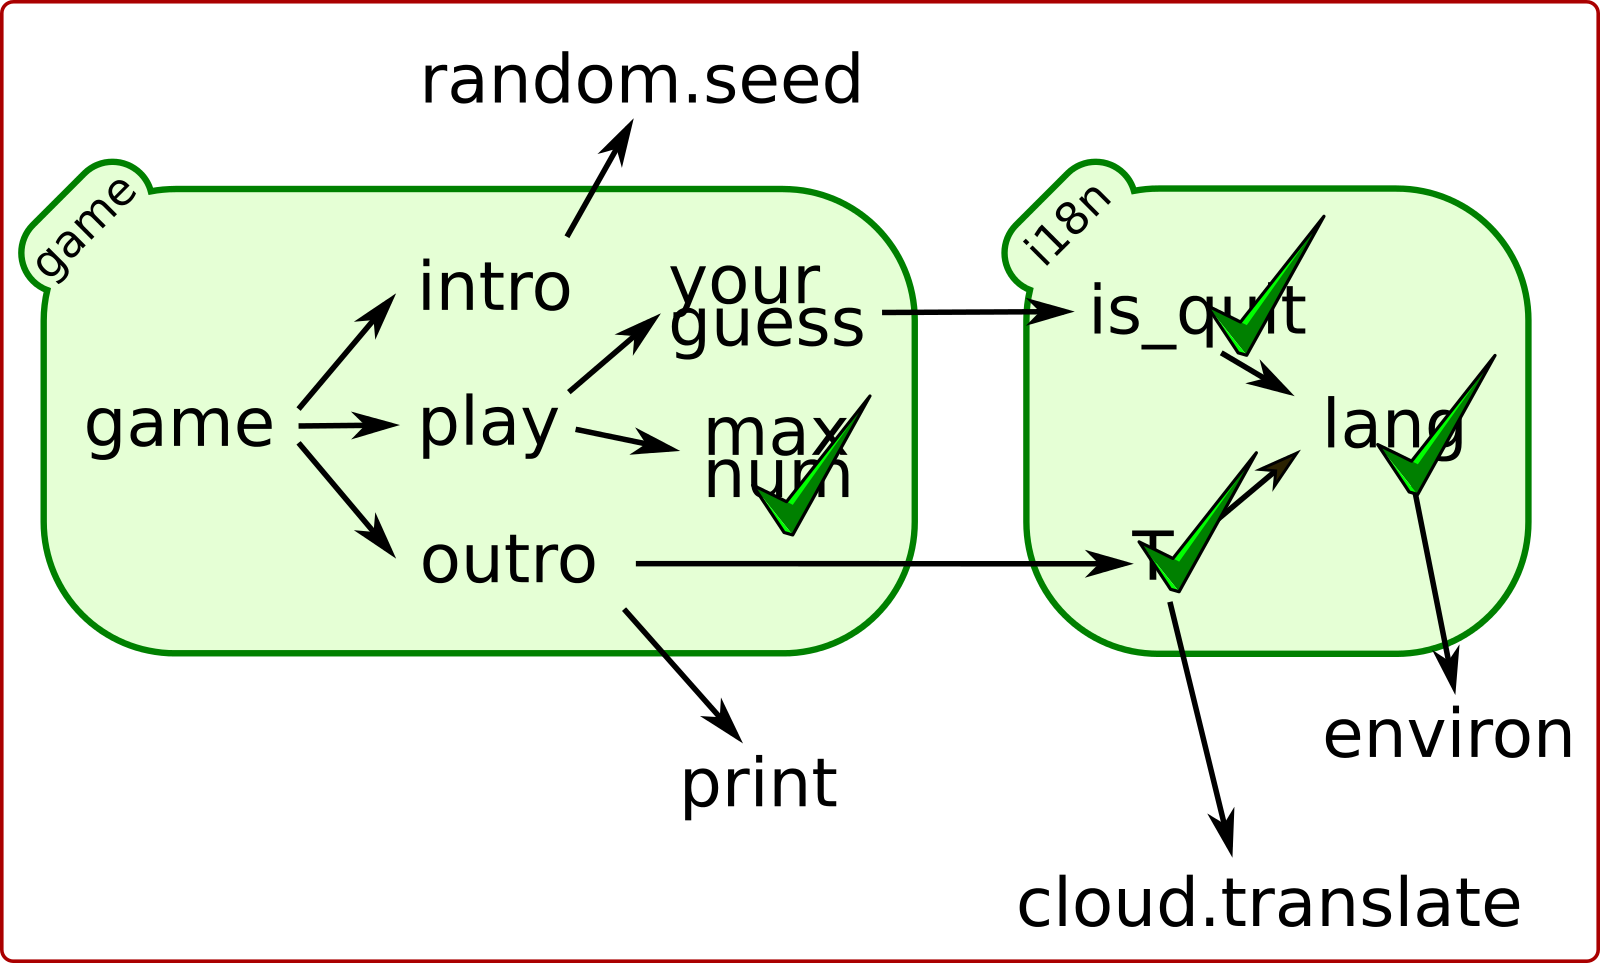 random.seed
game
i18n
intro
your
guess
is_quit
game
play
max
num
lang
outro
T
print
environ
cloud.translate